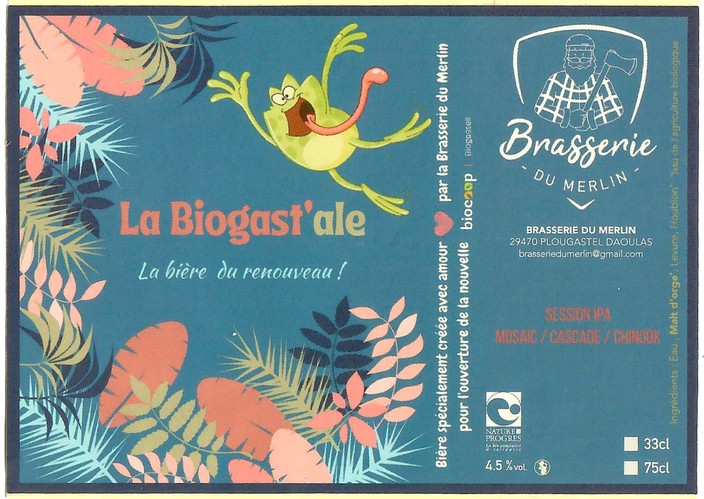 La Biogast'ale
La bière du renouveau !
Bière spécialement créée avec amour par la Brasserie du Merlin
pour l'ouverture de la nouvelle biocoop | Biogastell
Brasserie
- DU MERLIN -
BRASSERIE DU MERLIN
29470 PLOUGASTEL DAOULAS
brasseriedumerlin@gmail.com
SESSION IPA
MOSAIC / CASCADE / CHINOOK
NATURE
PROGRES
4.5 % vol.
33cl
75cl
Ingrédients : Eau , Malt d'orge*, Levure, Houblon* *Issu de l'agriculture biologique